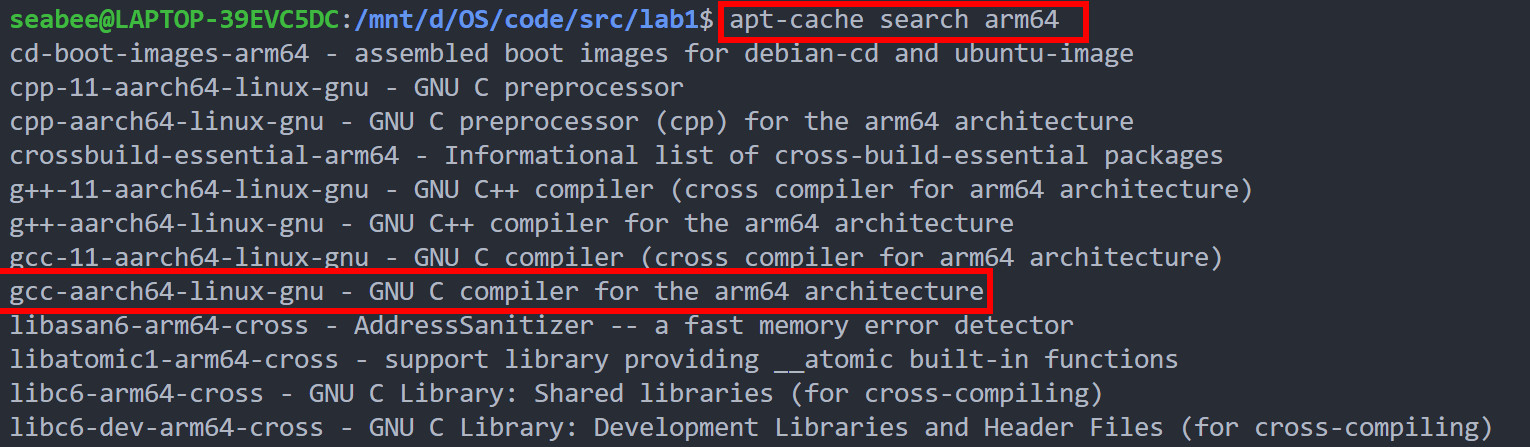 seabee@LAPTOP-39EVC5DC:/mnt/d/OS/code/src/lab1$ apt-cache search arm64
cd-boot-images-arm64 - assembled boot images for debian-cd and ubuntu-image
cpp-11-aarch64-linux-gnu - GNU C preprocessor
cpp-aarch64-linux-gnu - GNU C preprocessor (cpp) for the arm64 architecture
crossbuild-essential-arm64 - Informational list of cross-build-essential packages
g++-11-aarch64-linux-gnu - GNU C++ compiler (cross compiler for arm64 architecture)
g++-aarch64-linux-gnu - GNU C++ compiler for the arm64 architecture
gcc-11-aarch64-linux-gnu - GNU C compiler (cross compiler for arm64 architecture)
gcc-aarch64-linux-gnu - GNU C compiler for the arm64 architecture
libasan6-arm64-cross - AddressSanitizer -- a fast memory error detector
libatomic1-arm64-cross - support library providing __atomic built-in functions
libc6-arm64-cross - GNU C Library: Shared libraries (for cross-compiling)
libc6-dev-arm64-cross - GNU C Library: Development Libraries and Header Files (for cross-compiling)